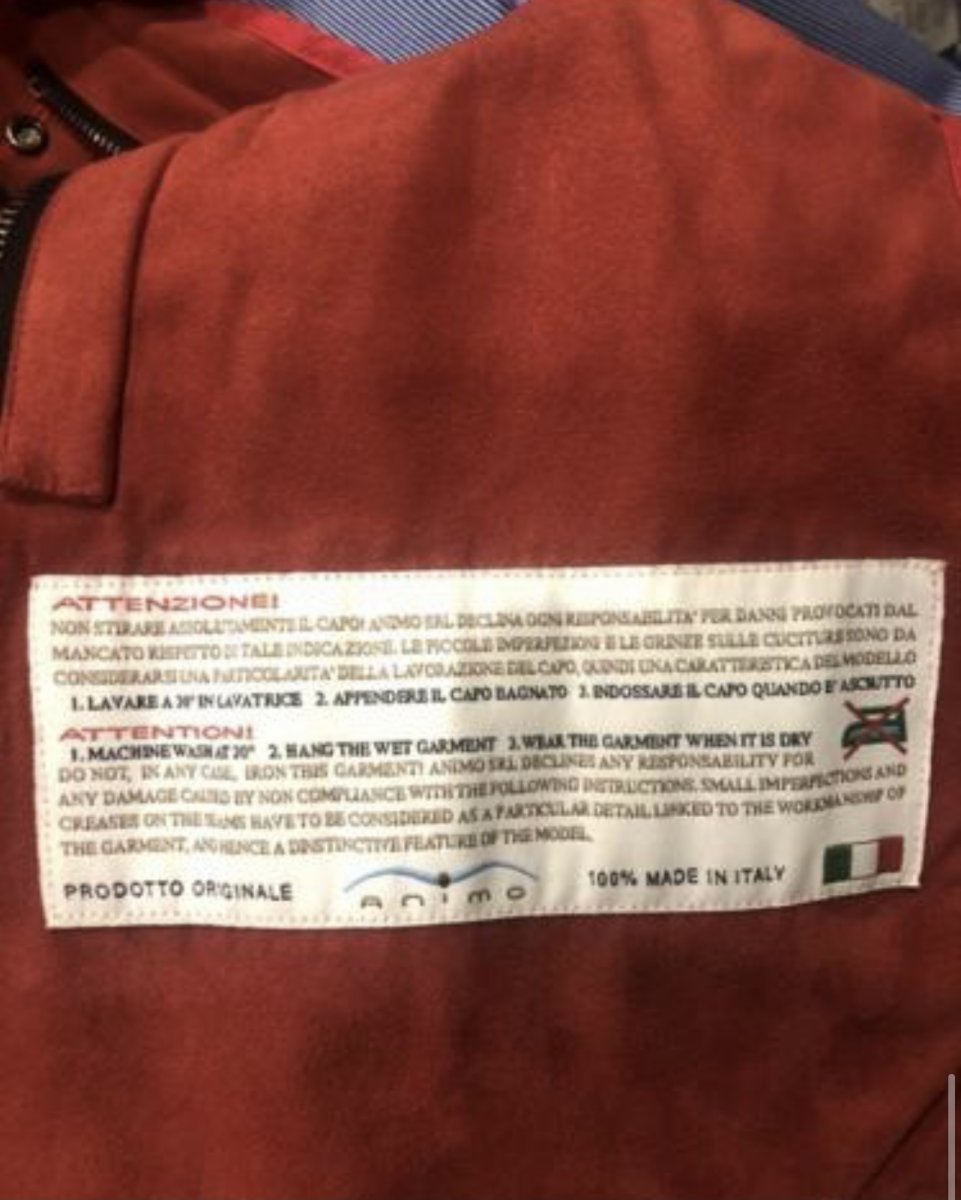 ATTENZIONE!
NON STIRARE ASSOLUTAMENTE IL CAPO! ANIMO SRL DECLINA OGNI RESPONSABILITA' PER DANNI PROVOCATI DAL
MANCATO RISPETTO DI TALE INDICAZIONE. LE PICCOLE IMPERFEZIONI E LE GRINZE SULLE CUCITURE SONO DA
CONSIDERARSI UNA PARTICOLARITA' DELLA LAVORAZIONE DEL CAPO, QUINDI UNA CARATTERISTICA DEL MODELLO
1. LAVARE A 30° IN LAVATRICE 2. APPENDERE IL CAPO BAGNATO 3. INDOSSARE IL CAPO QUANDO E' ASCIUTTO
ATTENTION!
1. MACHINE WASH AT 30° 2. HANG THE WET GARMENT 3. WEAR THE GARMENT WHEN IT IS DRY
DO NOT, IN ANY CASE, IRON THIS GARMENT! ANIMO SRL DECLINES ANY RESPONSABILITY FOR
ANY DAMAGE CAUSED BY NON COMPLIANCE WITH THE FOLLOWING INSTRUCTIONS. SMALL IMPERFECTIONS AND
CREASES ON THE SEAMS HAVE TO BE CONSIDERED AS A PARTICULAR DETAIL LINKED TO THE WORKMANSHIP OF
THE GARMENT, AND HENCE A DINSTINCTIVE FEATURE OF THE MODEL.
PRODOTTO ORIGINALE animo 100% MADE IN ITALY